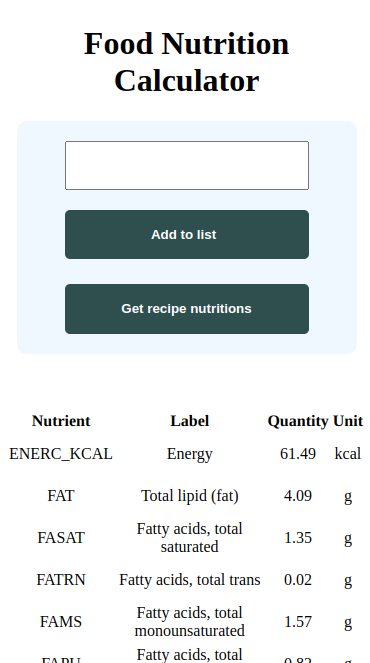 Food Nutrition
Calculator
Add to list
Get recipe nutritions
Nutrient Label Quantity Unit
ENERC_KCAL Energy 61.49 kcal
FAT Total lipid (fat) 4.09 g
Fatty acids, total
FASAT saturated 1.35 g
FATRN Fatty acids, total trans 0.02 g
Fatty acids, total
FAMS monounsaturated 1.57 g
Fatty acids, total
FAPU 0.82 g